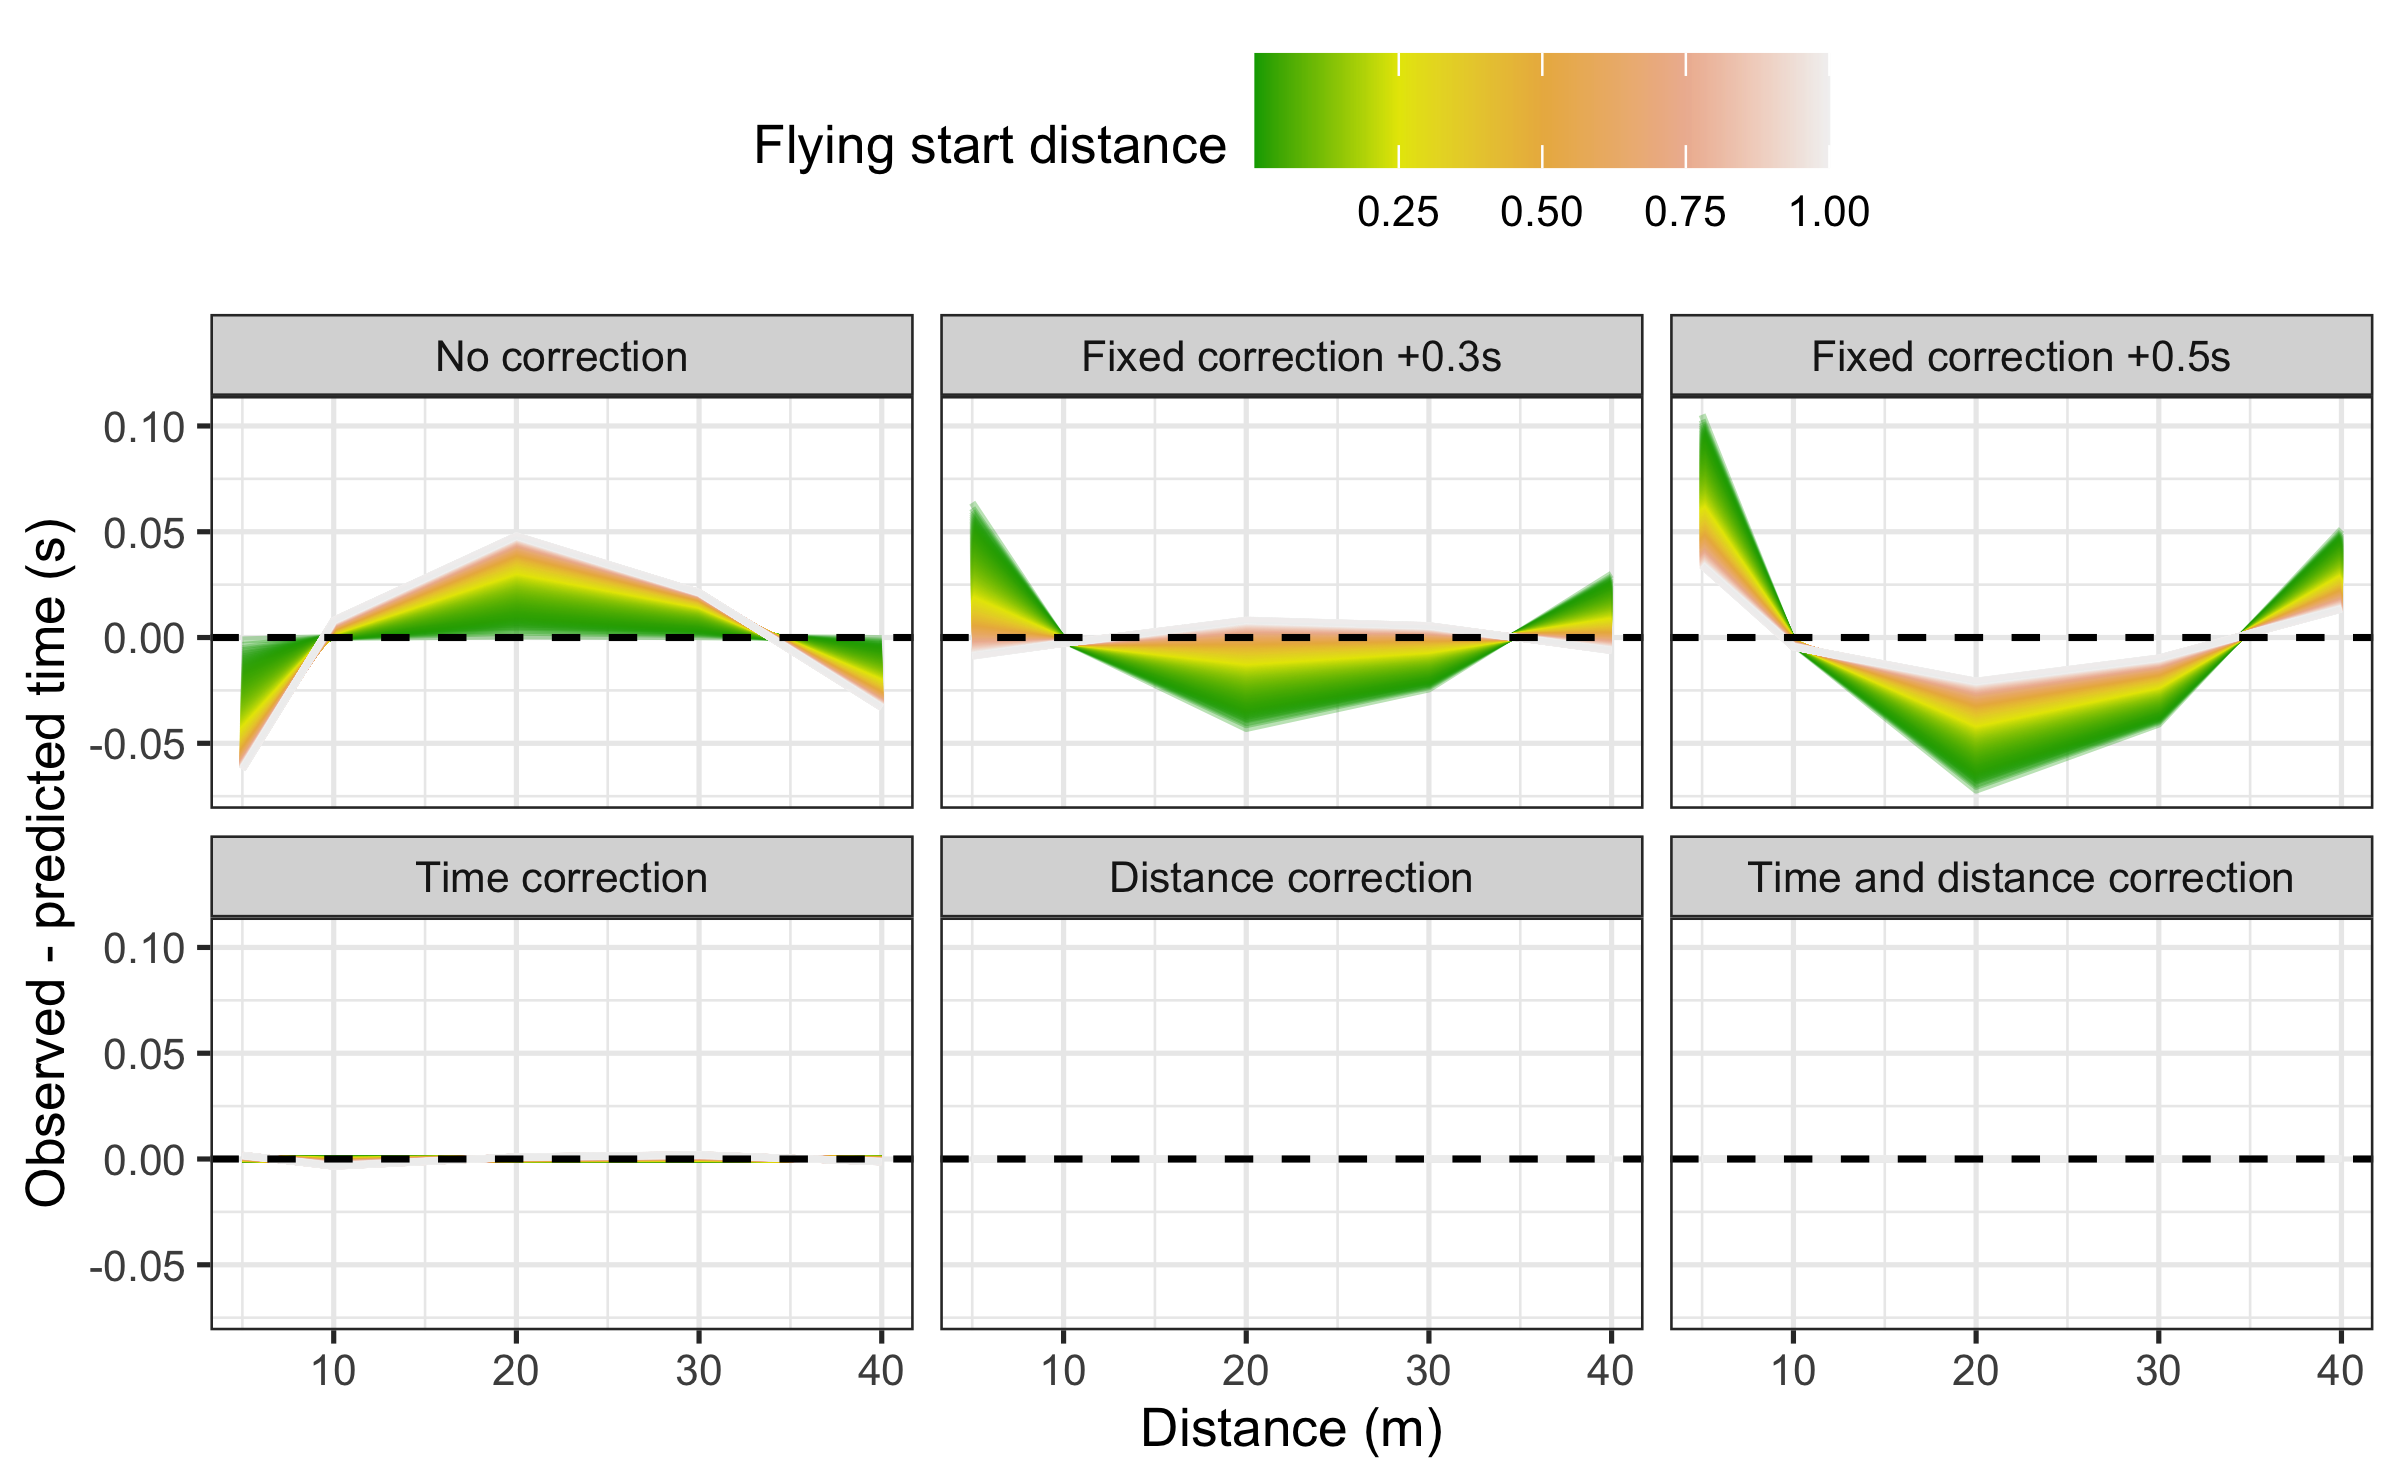 Flying start distance
0.25 0.50 0.75 1.00
No correction Fixed correction +0.3s Fixed correction +0.5s
0.10
0.05
0.00
-0.05
Time correction Distance correction Time and distance correction
0.10
0.05
0.00
-0.05
10 20 30 40 10 20 30 40 10 20 30 40
Distance (m)
Observed - predicted time (s)